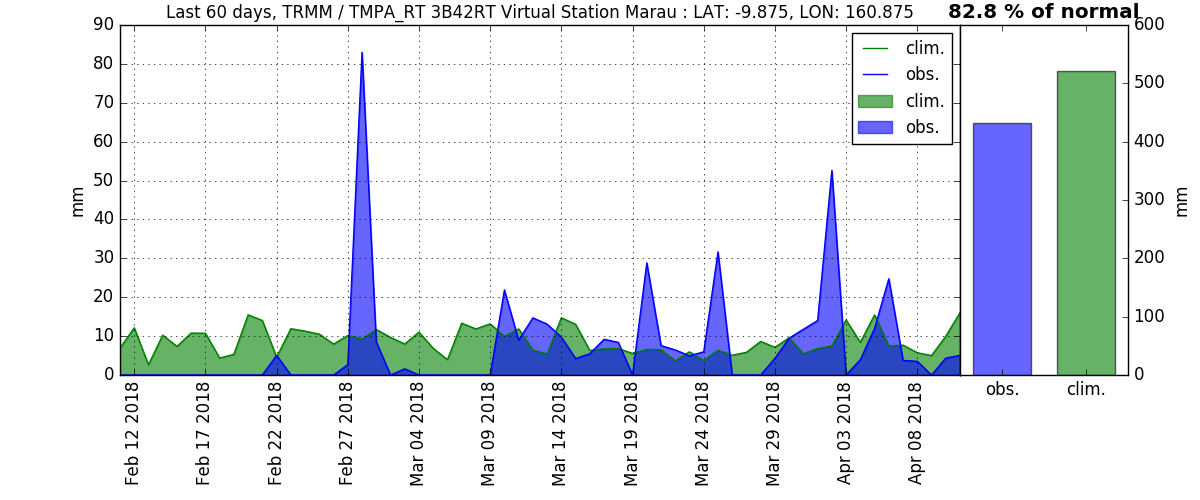 Last 60 days, TRMM / TMPA_RT 3B42RT Virtual Station Marau : LAT: -9.875, LON: 160.875
82.8 % of normal
90
80
70
60
50
40
30
20
10
0
mm
clim.
obs.
clim.
obs.
Feb 12 2018
Feb 17 2018
Feb 22 2018
Feb 27 2018
Mar 04 2018
Mar 09 2018
Mar 14 2018
Mar 19 2018
Mar 24 2018
Mar 29 2018
Apr 03 2018
Apr 08 2018
600
500
400
300
200
100
0
mm
obs.
clim.